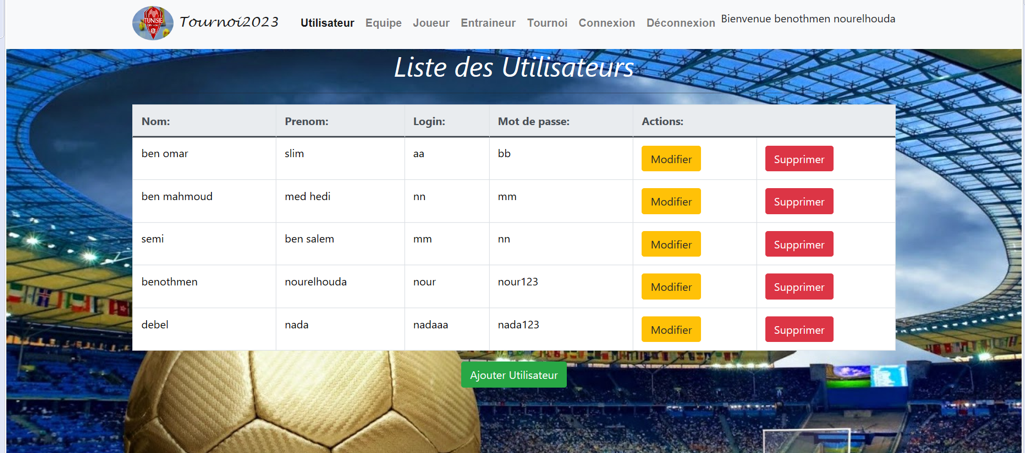 Tournoi2023 Utilisateur Equipe Joueur Entraineur Tournoi Connexion Déconnexion Bienvenue benothmen nourelhouda
TUNISIE
Liste des Utilisateurs
Nom: Prenom: Login: Mot de passe: Actions:
ben omar slim aa bb Modifier Supprimer
ben mahmoud med hedi nn mm Modifier Supprimer
semi ben salem mm nn Modifier Supprimer
benothmen nourelhouda nour nour123 Modifier Supprimer
debel nada nadaaa nada123 Modifier Supprimer
Ajouter Utilisateur